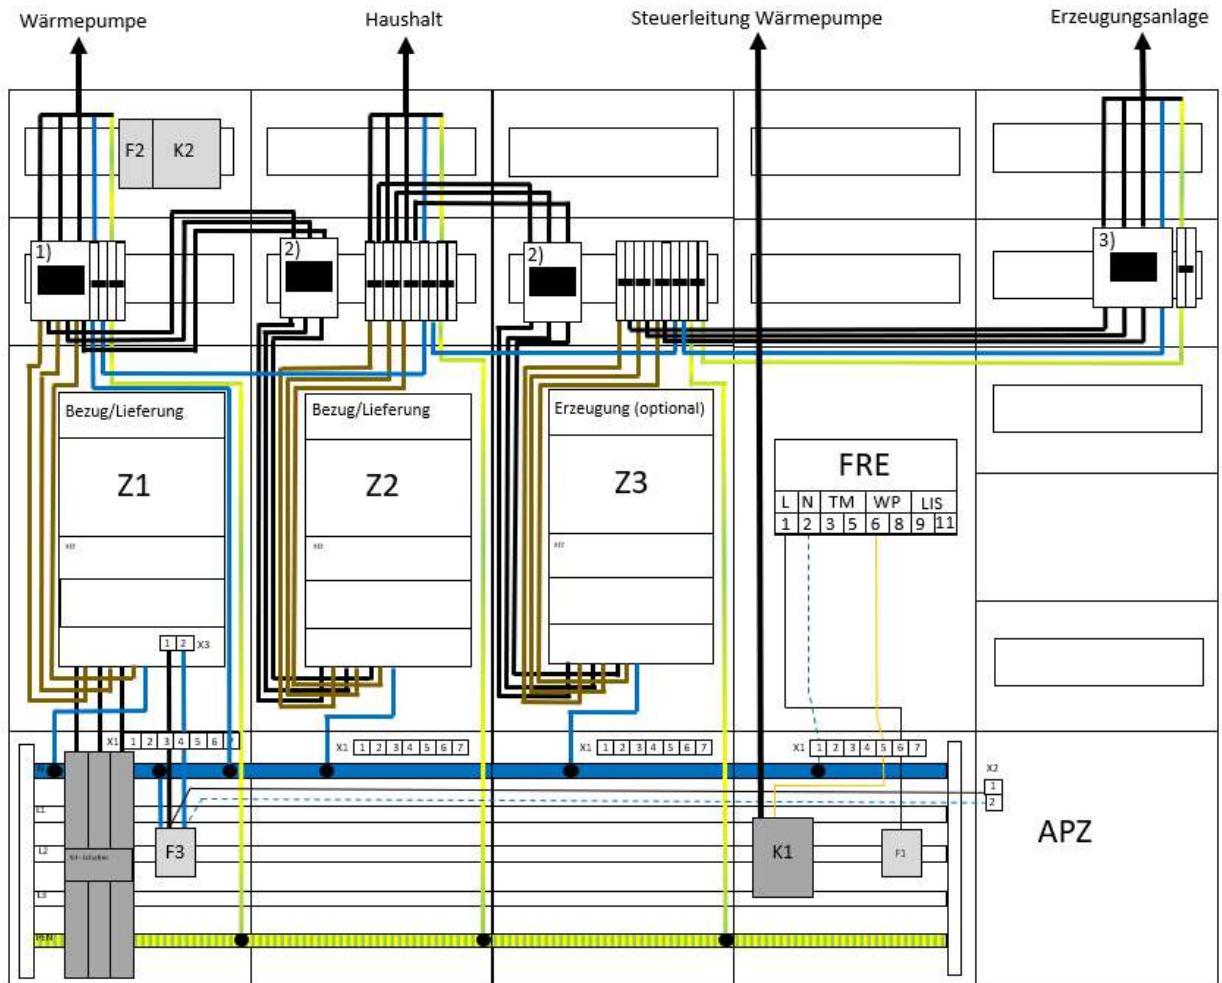 Wärmepumpe
Haushalt
Steuerleitung Wärmepumpe
Erzeugungsanlage
F2
K2
1)
2)
2)
3)
Bezug/Lieferung
Bezug/Lieferung
Erzeugung (optional)
Z1
Z2
Z3
FRE
L N TM WP LIS
1 2 3 5 6 8 9 11
1 2 X3
X1 1 2 3 4 5 6 7
X1 1 2 3 4 5 6 7
X1 1 2 3 4 5 6 7
X1 1 2 3 4 5 6 7
N
X2
1
2
L1
L2
F3
K1
F1
APZ
L3
PEN